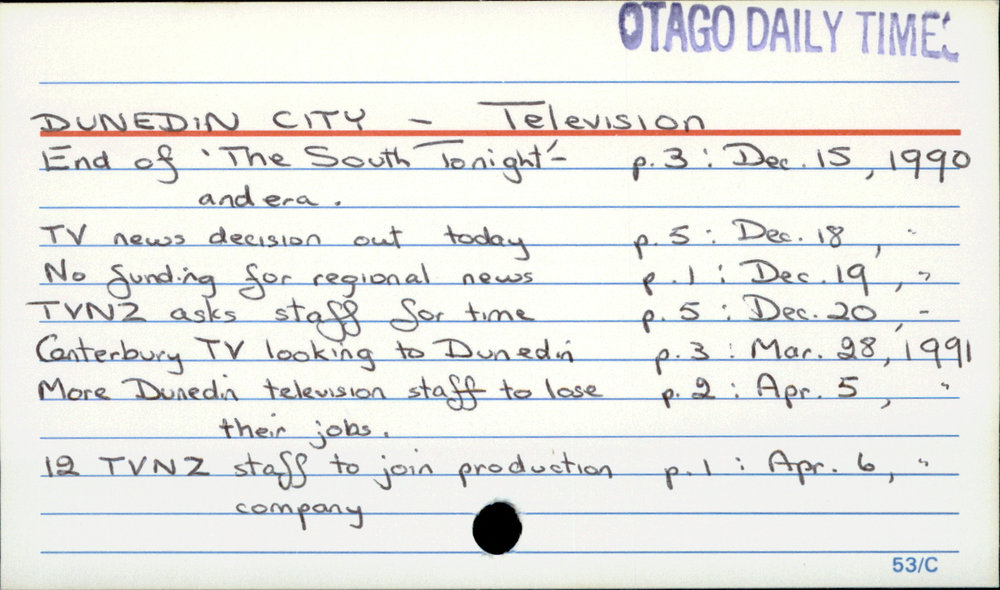 OTAGO DAILY TIMES
DUNEDIN CITY - Television
End of 'The South Tonight' - p.3 : Dec. 15, 1990
and era.
TV news decision out today p.5 : Dec. 18, "
No funding for regional news p.1 : Dec. 19, "
TVNZ asks staff for time p.5 : Dec. 20, -
Canterbury TV looking to Dunedin p.3 : Mar. 28, 1991
More Dunedin television staff to lose p.2 : Apr. 5, "
their jobs.
12 TVNZ staff to join production p.1 : Apr. 6, "
company
53/C